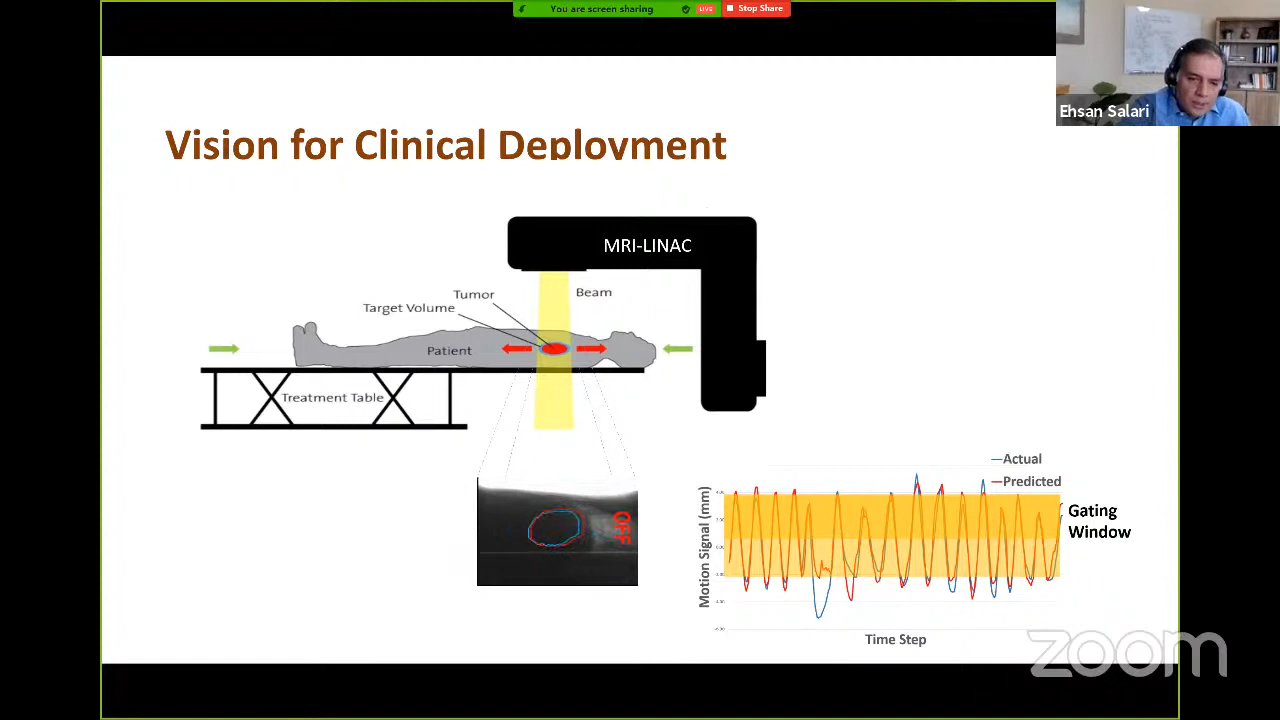 You are screen sharing
LIVE
Stop Share
Ehsan Salari
Vision for Clinical Deployment
MRI-LINAC
Tumor
Beam
Target Volume
Patient
Treatment Table
OFF
Actual
Predicted
Motion Signal (mm)
Gating
Window
Time Step
zoom